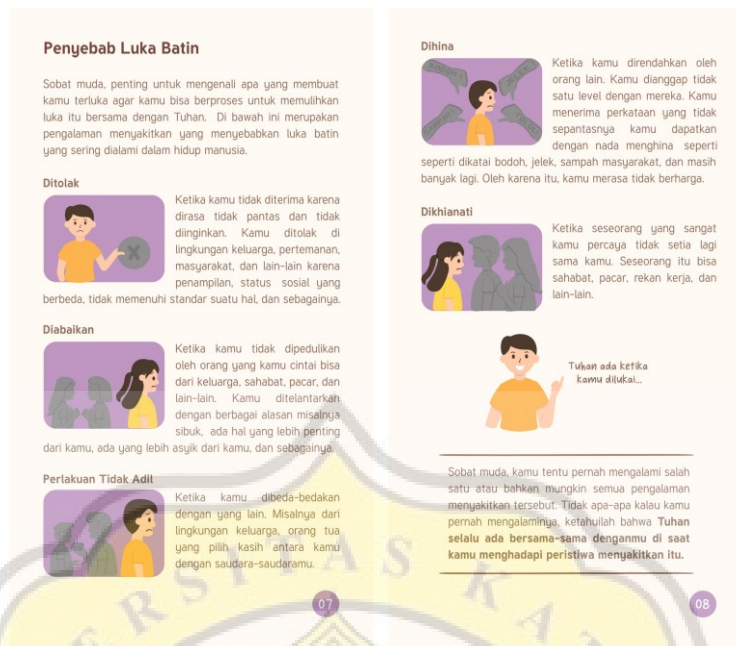 Penyebab Luka Batin
Sobat muda, penting untuk mengenali apa yang membuat
kamu terluka agar kamu bisa berproses untuk memulihkan
luka itu bersama dengan Tuhan. Di bawah ini merupakan
pengalaman menyakitkan yang menyebabkan luka batin
yang sering dialami dalam hidup manusia.
Ditolak
Ketika kamu tidak diterima karena
dirasa tidak pantas dan tidak
diinginkan. Kamu ditolak di
lingkungan keluarga, pertemanan,
masyarakat, dan lain-lain karena
penampilan, status sosial yang
berbeda, tidak memenuhi standar suatu hal, dan sebagainya.
Diabaikan
Ketika kamu tidak dipedulikan
oleh orang yang kamu cintai bisa
dari keluarga, sahabat, pacar, dan
lain-lain. Kamu ditelantarkan
dengan berbagai alasan misalnya
sibuk, ada hal yang lebih penting
dari kamu, ada yang lebih asyik dari kamu, dan sebagainya.
Perlakuan Tidak Adil
Ketika kamu dibeda-bedakan
dengan yang lain. Misalnya dari
lingkungan keluarga, orang tua
yang pilih kasih antara kamu
dengan saudara-saudaramu.
07
Dihina
Ketika kamu direndahkan oleh
orang lain. Kamu dianggap tidak
satu level dengan mereka. Kamu
menerima perkataan yang tidak
sepantasnya kamu dapatkan
dengan nada menghina seperti
seperti dikatai bodoh, jelek, sampah masyarakat, dan masih
banyak lagi. Oleh karena itu, kamu merasa tidak berharga.
Dikhianati
Ketika seseorang yang sangat
kamu percaya tidak setia lagi
sama kamu. Seseorang itu bisa
sahabat, pacar, rekan kerja, dan
lain-lain.
Tuhan ada ketika
kamu dilukai...
Sobat muda, kamu tentu pernah mengalami salah
satu atau bahkan mungkin semua pengalaman
menyakitkan tersebut. Tidak apa-apa kalau kamu
pernah mengalaminya, ketahuilah bahwa Tuhan
selalu ada bersama-sama denganmu di saat
kamu menghadapi peristiwa menyakitkan itu.
08